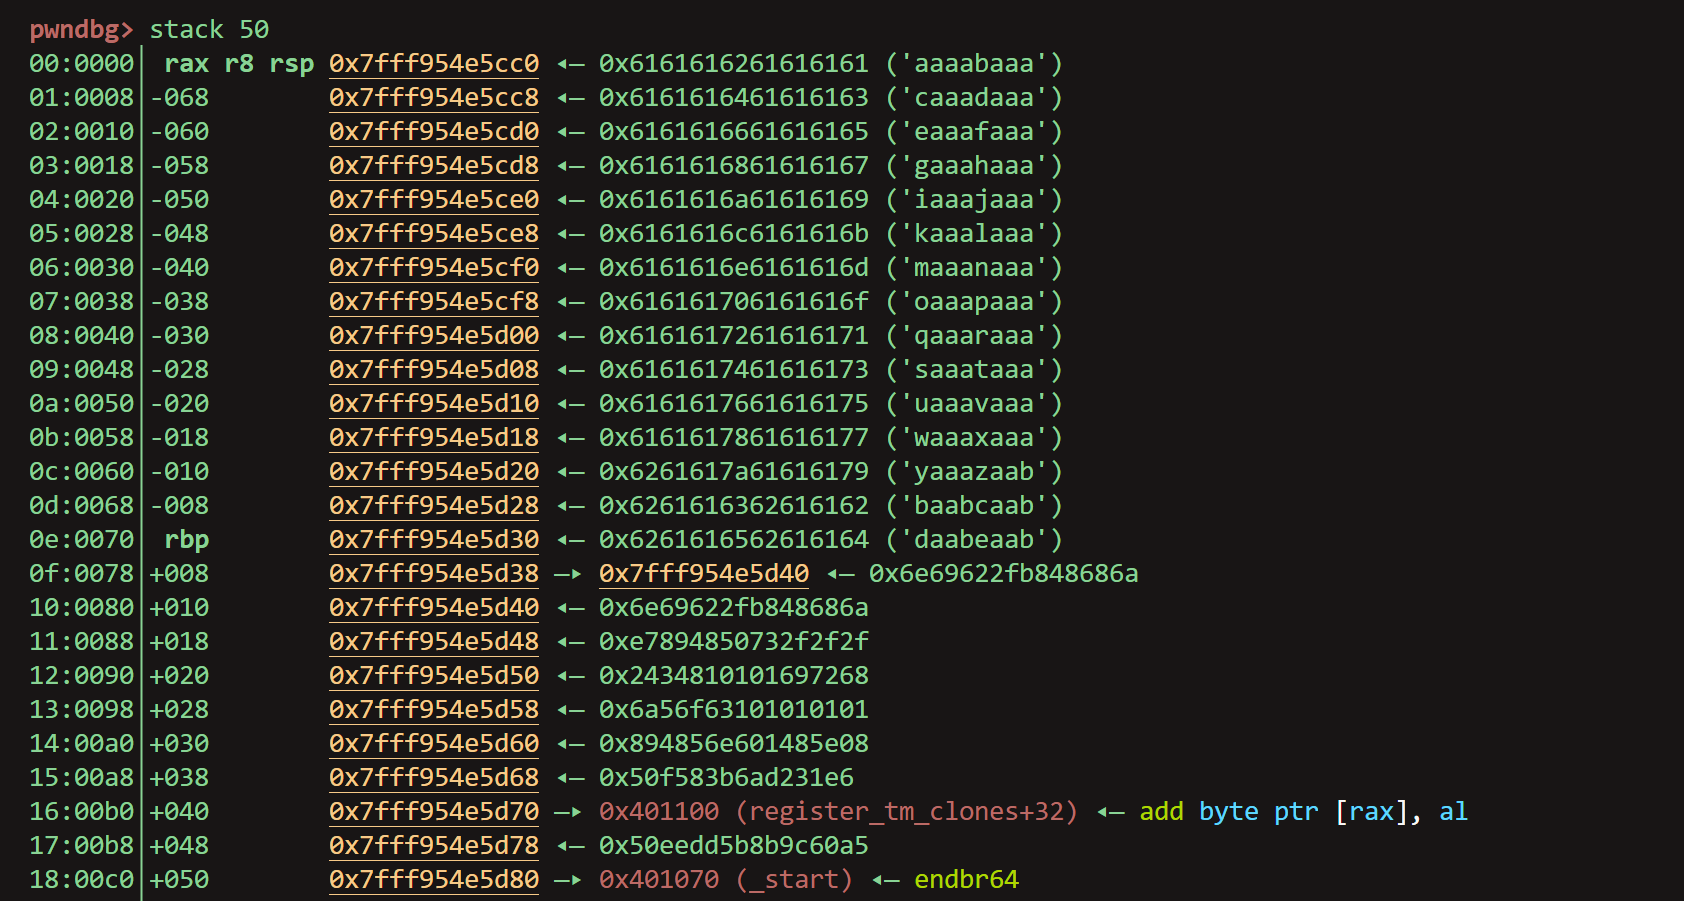 pwndbg> stack 50
00:0000│ rax r8 rsp 0x7fff954e5cc0 ◂— 0x6161616261616161 ('aaaabaaa')
01:0008│-068 0x7fff954e5cc8 ◂— 0x6161616461616163 ('caaadaaa')
02:0010│-060 0x7fff954e5cd0 ◂— 0x6161616661616165 ('eaaafaaa')
03:0018│-058 0x7fff954e5cd8 ◂— 0x6161616861616167 ('gaaahaaa')
04:0020│-050 0x7fff954e5ce0 ◂— 0x6161616a61616169 ('iaaajaaa')
05:0028│-048 0x7fff954e5ce8 ◂— 0x6161616c6161616b ('kaaalaaa')
06:0030│-040 0x7fff954e5cf0 ◂— 0x6161616e6161616d ('maaanaaa')
07:0038│-038 0x7fff954e5cf8 ◂— 0x616161706161616f ('oaaapaaa')
08:0040│-030 0x7fff954e5d00 ◂— 0x6161617261616171 ('qaaaraaa')
09:0048│-028 0x7fff954e5d08 ◂— 0x6161617461616173 ('saaataaa')
0a:0050│-020 0x7fff954e5d10 ◂— 0x6161617661616175 ('uaaavaaa')
0b:0058│-018 0x7fff954e5d18 ◂— 0x6161617861616177 ('waaaxaaa')
0c:0060│-010 0x7fff954e5d20 ◂— 0x6261617a61616179 ('yaaazaab')
0d:0068│-008 0x7fff954e5d28 ◂— 0x6261616362616162 ('baabcaab')
0e:0070│ rbp 0x7fff954e5d30 ◂— 0x6261616562616164 ('daabeaab')
0f:0078│+008 0x7fff954e5d38 —▸ 0x7fff954e5d40 ◂— 0x6e69622fb848686a
10:0080│+010 0x7fff954e5d40 ◂— 0x6e69622fb848686a
11:0088│+018 0x7fff954e5d48 ◂— 0xe7894850732f2f2f
12:0090│+020 0x7fff954e5d50 ◂— 0x2434810101697268
13:0098│+028 0x7fff954e5d58 ◂— 0x6a56f63101010101
14:00a0│+030 0x7fff954e5d60 ◂— 0x894856e601485e08
15:00a8│+038 0x7fff954e5d68 ◂— 0x50f583b6ad231e6
16:00b0│+040 0x7fff954e5d70 —▸ 0x401100 (register_tm_clones+32) ◂— add byte ptr [rax], al
17:00b8│+048 0x7fff954e5d78 ◂— 0x50eedd5b8b9c60a5
18:00c0│+050 0x7fff954e5d80 —▸ 0x401070 (_start) ◂— endbr64